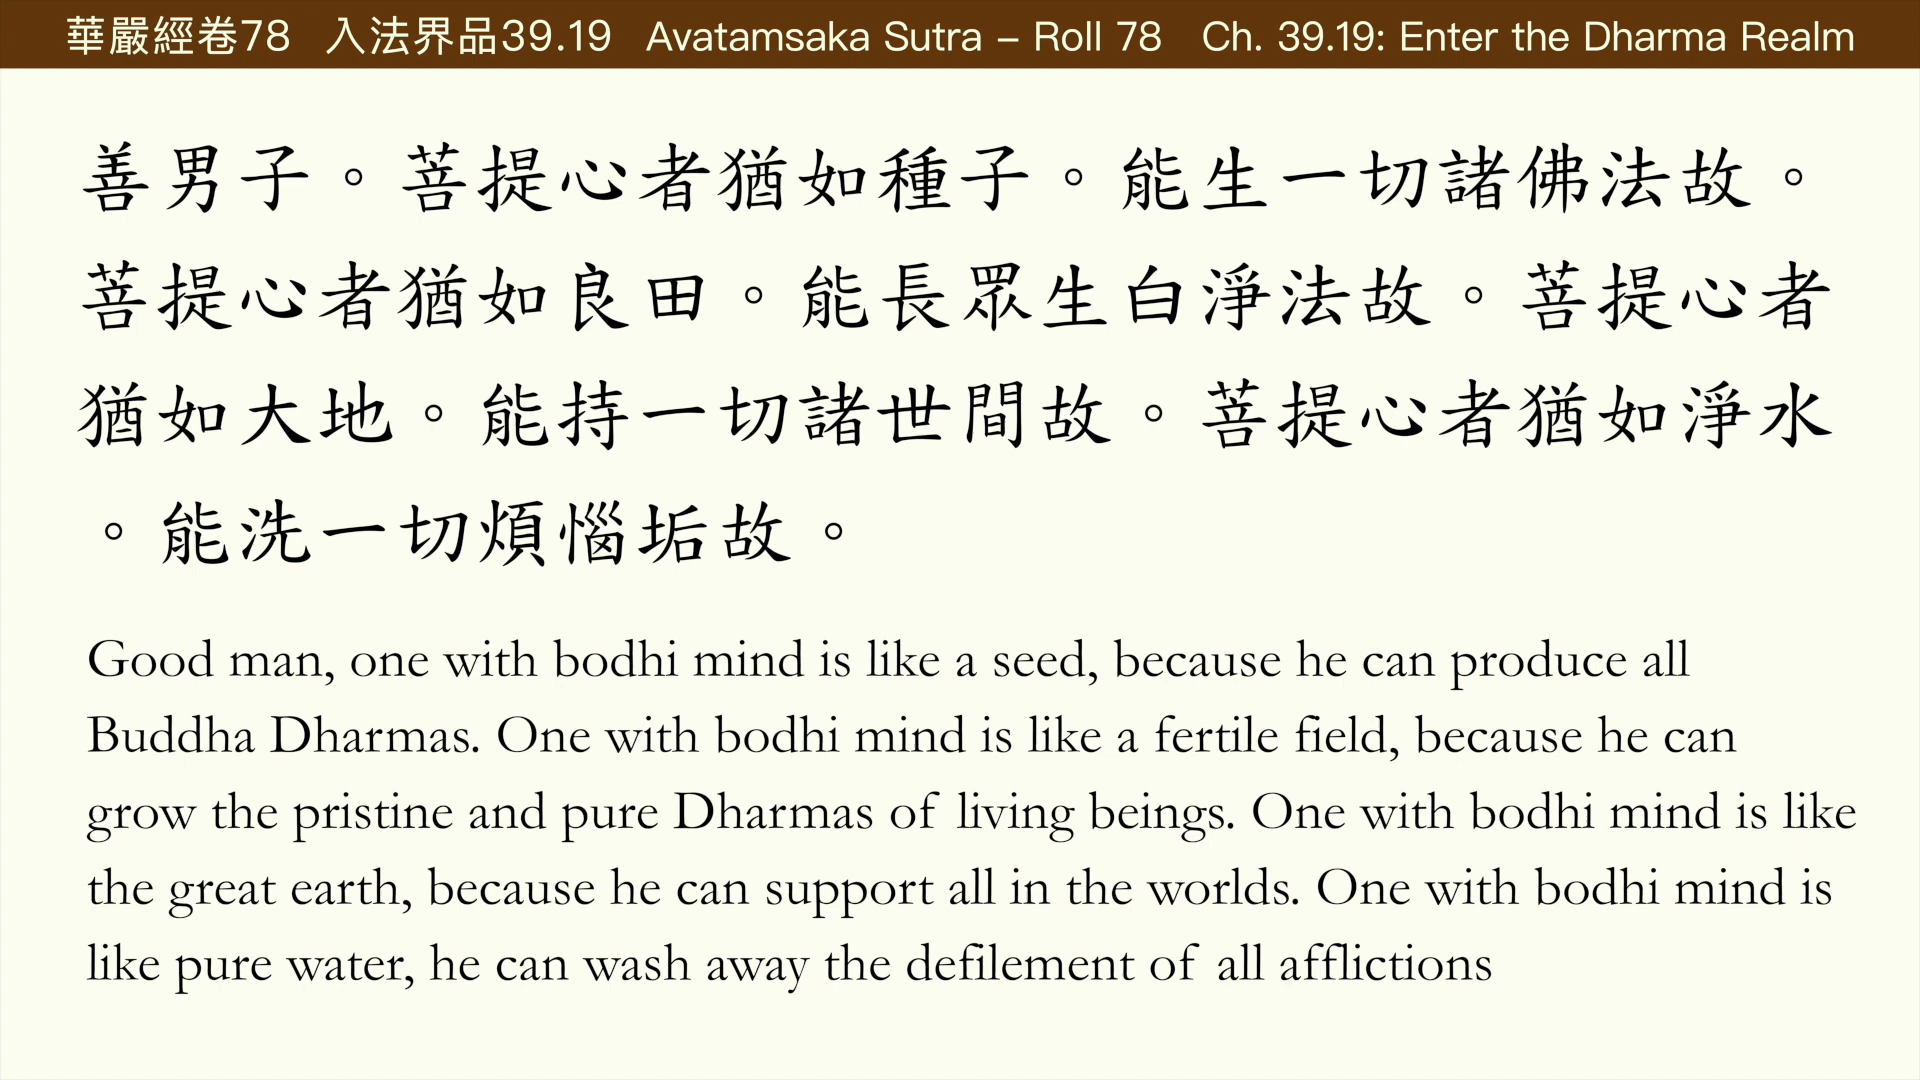 華嚴經卷78 入法界品39.19 Avatamsaka Sutra – Roll 78 Ch. 39.19: Enter the Dharma Realm
善男子。菩提心者猶如種子。能生一切諸佛法故。
菩提心者猶如良田。能長眾生白淨法故。菩提心者
猶如大地。能持一切諸世間故。菩提心者猶如淨水
。能洗一切煩惱垢故。
Good man, one with bodhi mind is like a seed, because he can produce all
Buddha Dharmas. One with bodhi mind is like a fertile field, because he can
grow the pristine and pure Dharmas of living beings. One with bodhi mind is like
the great earth, because he can support all in the worlds. One with bodhi mind is
like pure water, he can wash away the defilement of all afflictions